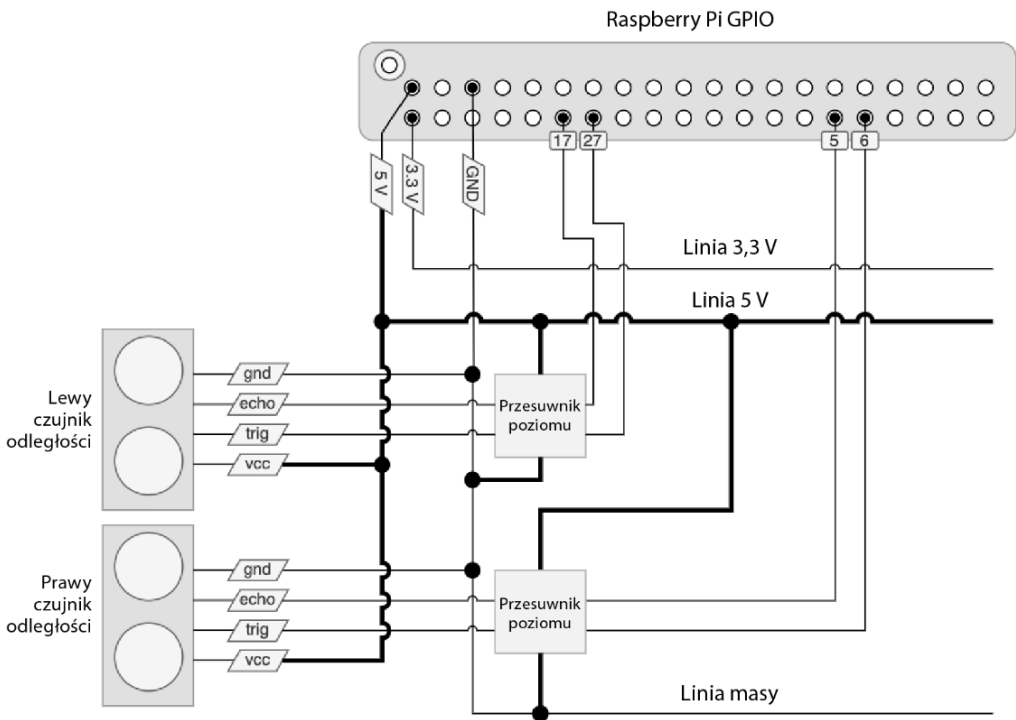 Raspberry Pi GPIO
17
27
5
6
5 V
3.3 V
GND
Linia 3,3 V
Linia 5 V
Lewy
czujnik
odległości
gnd
echo
trig
vcc
Przesuwnik
poziomu
Prawy
czujnik
odległości
gnd
echo
trig
vcc
Przesuwnik
poziomu
Linia masy